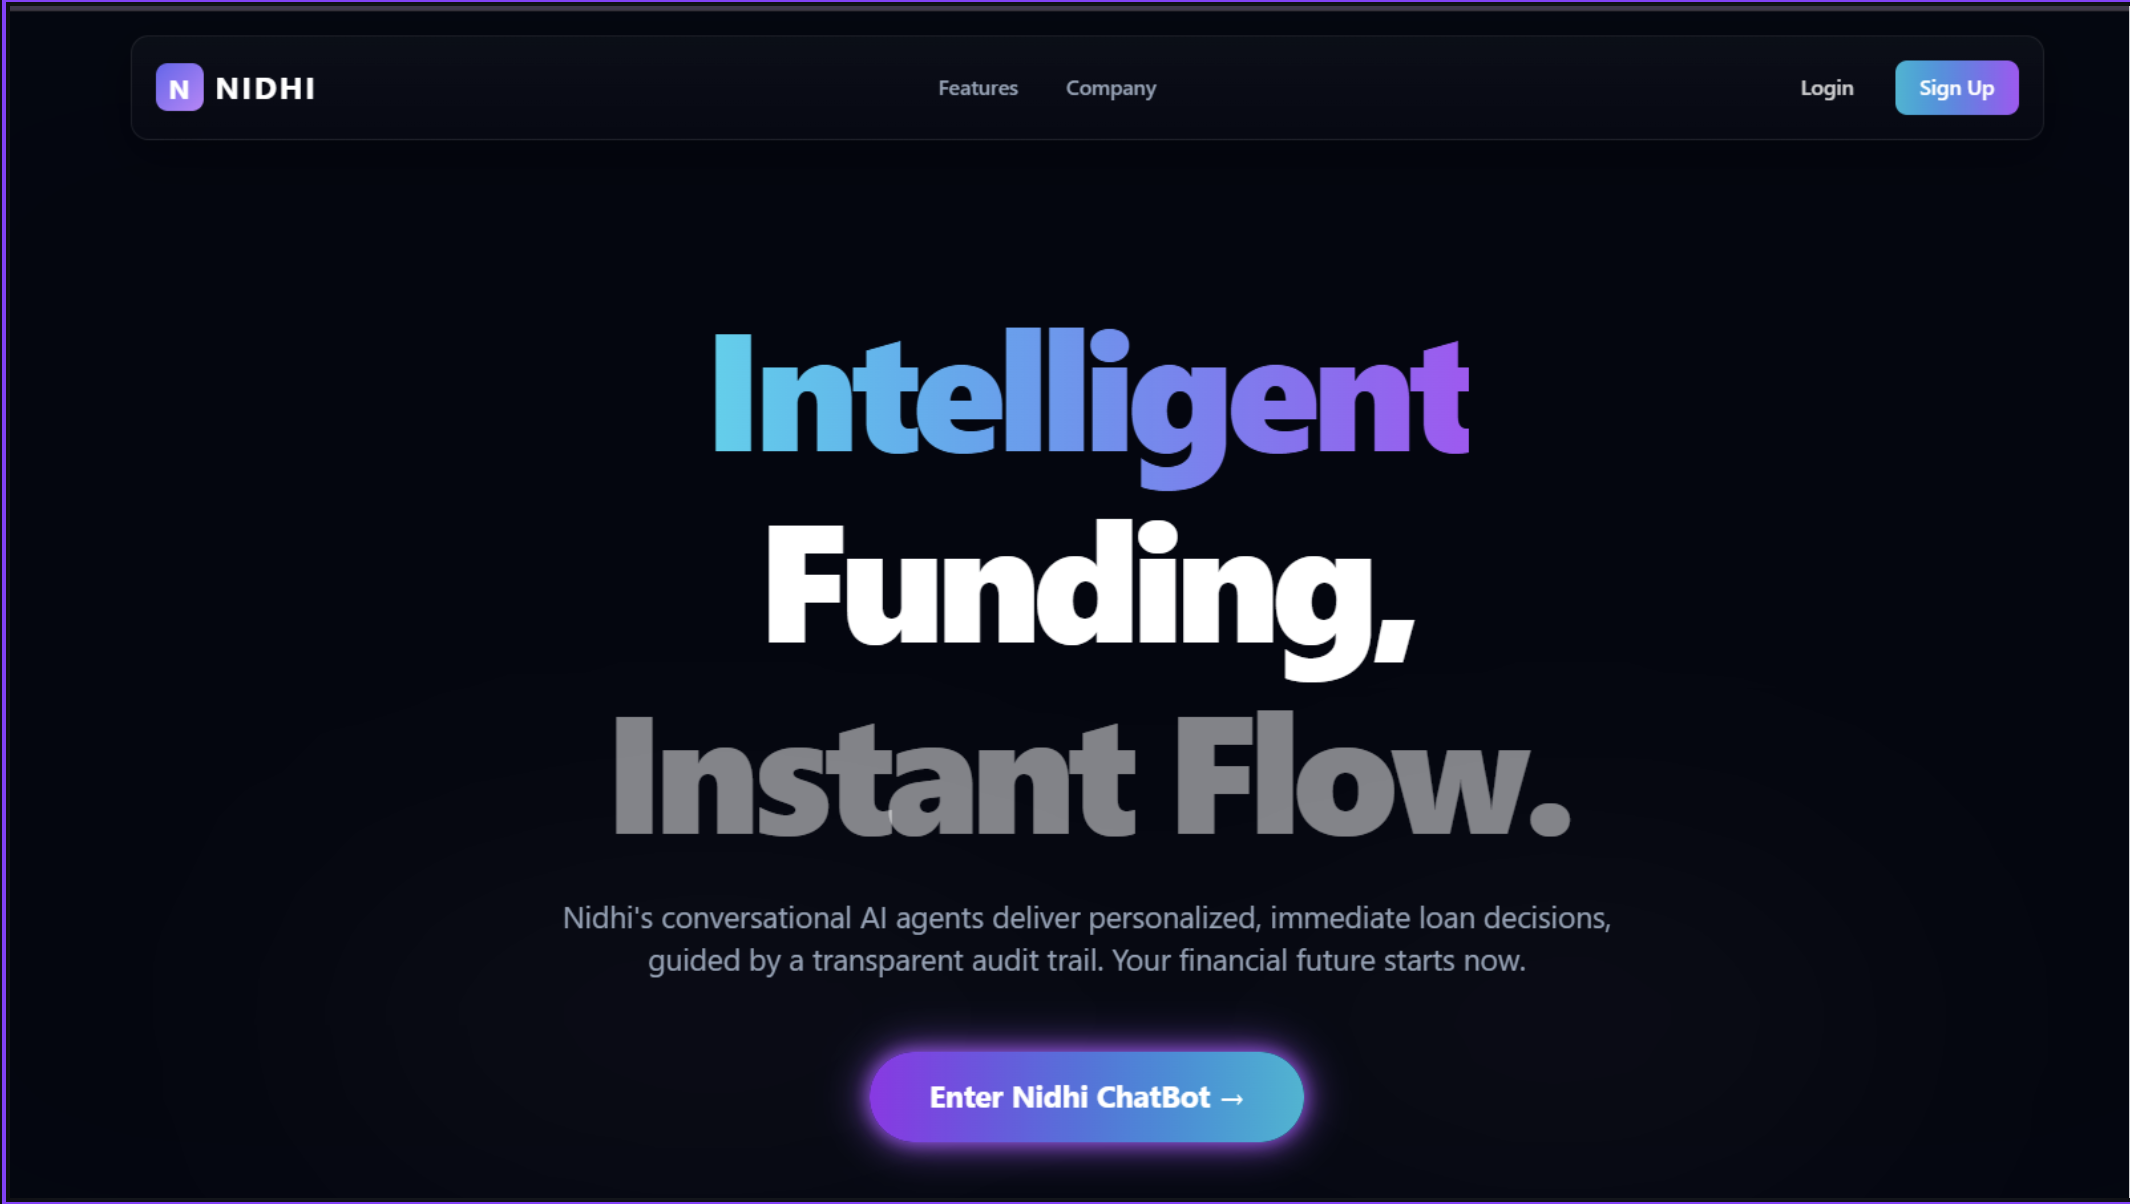 N NIDHI
Features
Company
Login
Sign Up
Intelligent
Funding,
Instant Flow.
Nidhi's conversational AI agents deliver personalized, immediate loan decisions,
guided by a transparent audit trail. Your financial future starts now.
Enter Nidhi ChatBot →